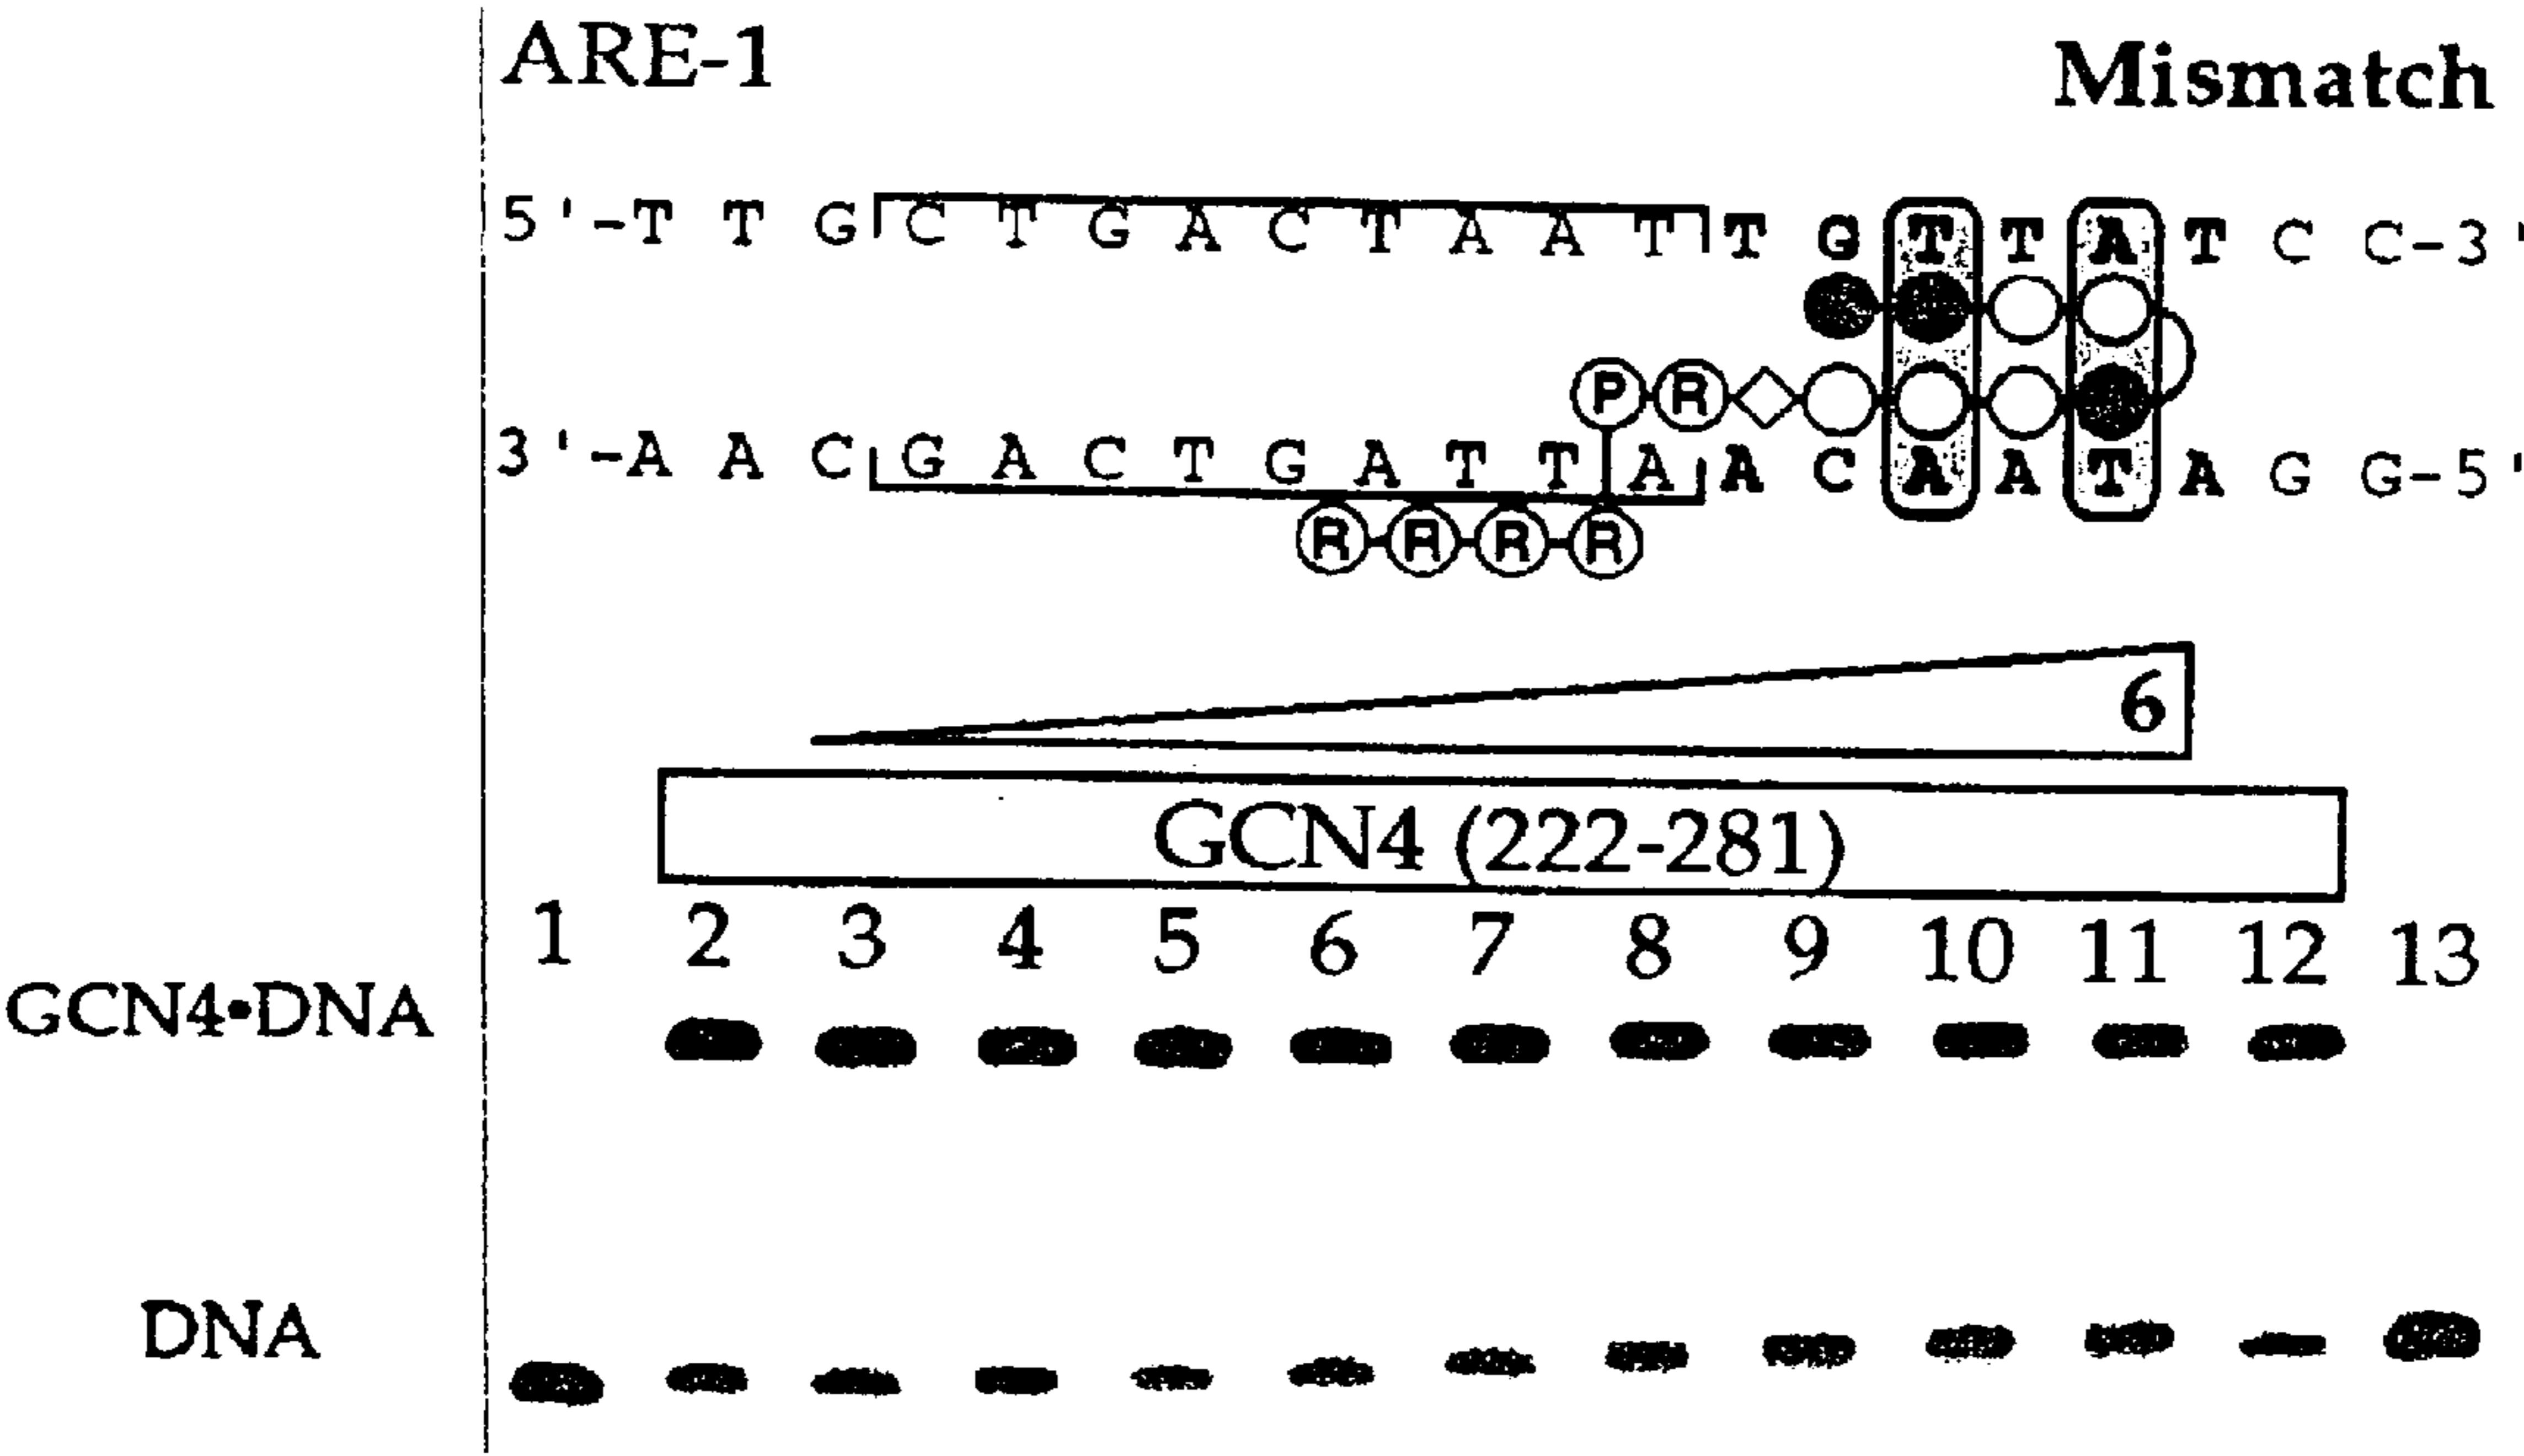 ARE-1
Mismatch
5'-T T G C T G A C T A A T T G T T A T C C-3'
P R
3'-A A C G A C T G A T T A A C A A T A G G-5'
R R R R
6
GCN4 (222-281)
1 2 3 4 5 6 7 8 9 10 11 12 13
GCN4•DNA
DNA